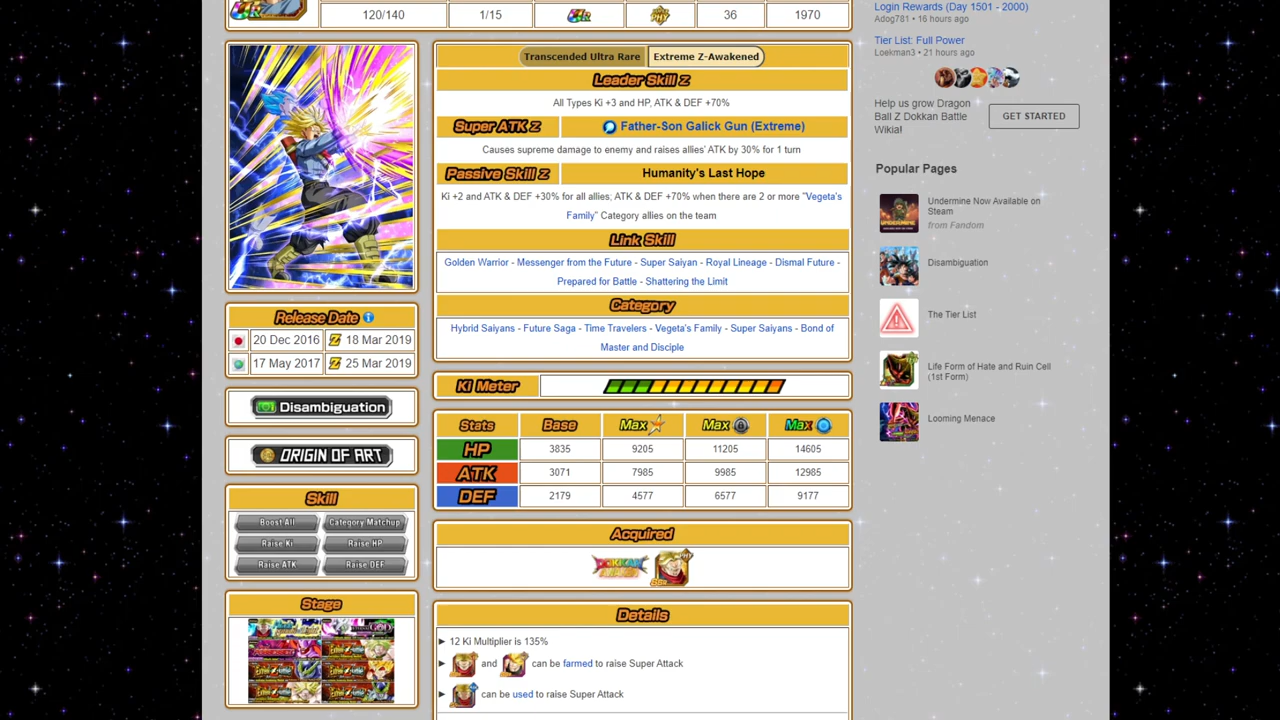 UR
120/140
1/15
UR
Super PHY
36
1970
Transcended Ultra Rare
Extreme Z-Awakened
Leader Skill Z
All Types Ki +3 and HP, ATK & DEF +70%
Super ATK Z
Father-Son Galick Gun (Extreme)
Causes supreme damage to enemy and raises allies' ATK by 30% for 1 turn
Passive Skill Z
Humanity's Last Hope
Ki +2 and ATK & DEF +30% for all allies; ATK & DEF +70% when there are 2 or more "Vegeta's
Family" Category allies on the team
Link Skill
Golden Warrior - Messenger from the Future - Super Saiyan - Royal Lineage - Dismal Future -
Prepared for Battle - Shattering the Limit
Category
Hybrid Saiyans - Future Saga - Time Travelers - Vegeta's Family - Super Saiyans - Bond of
Master and Disciple
Ki Meter
Release Date
20 Dec 2016
Z 18 Mar 2019
17 May 2017
Z 25 Mar 2019
Disambiguation
ORIGIN OF ART
Skill
Boost All
Category Matchup
Raise Ki
Raise HP
Raise ATK
Raise DEF
Stage
Stats
Base
Max
Max
Max
HP
3835
9205
11205
14605
ATK
3071
7985
9985
12985
DEF
2179
4577
6577
9177
Acquired
Details
► 12 Ki Multiplier is 135%
► and can be farmed to raise Super Attack
► can be used to raise Super Attack
Login Rewards (Day 1501 - 2000)
Adog781 • 16 hours ago
Tier List: Full Power
Loekman3 • 21 hours ago
Help us grow Dragon
Ball Z Dokkan Battle
Wikia!
GET STARTED
Popular Pages
Undermine Now Available on
Steam
from Fandom
Disambiguation
The Tier List
Life Form of Hate and Ruin Cell
(1st Form)
Looming Menace